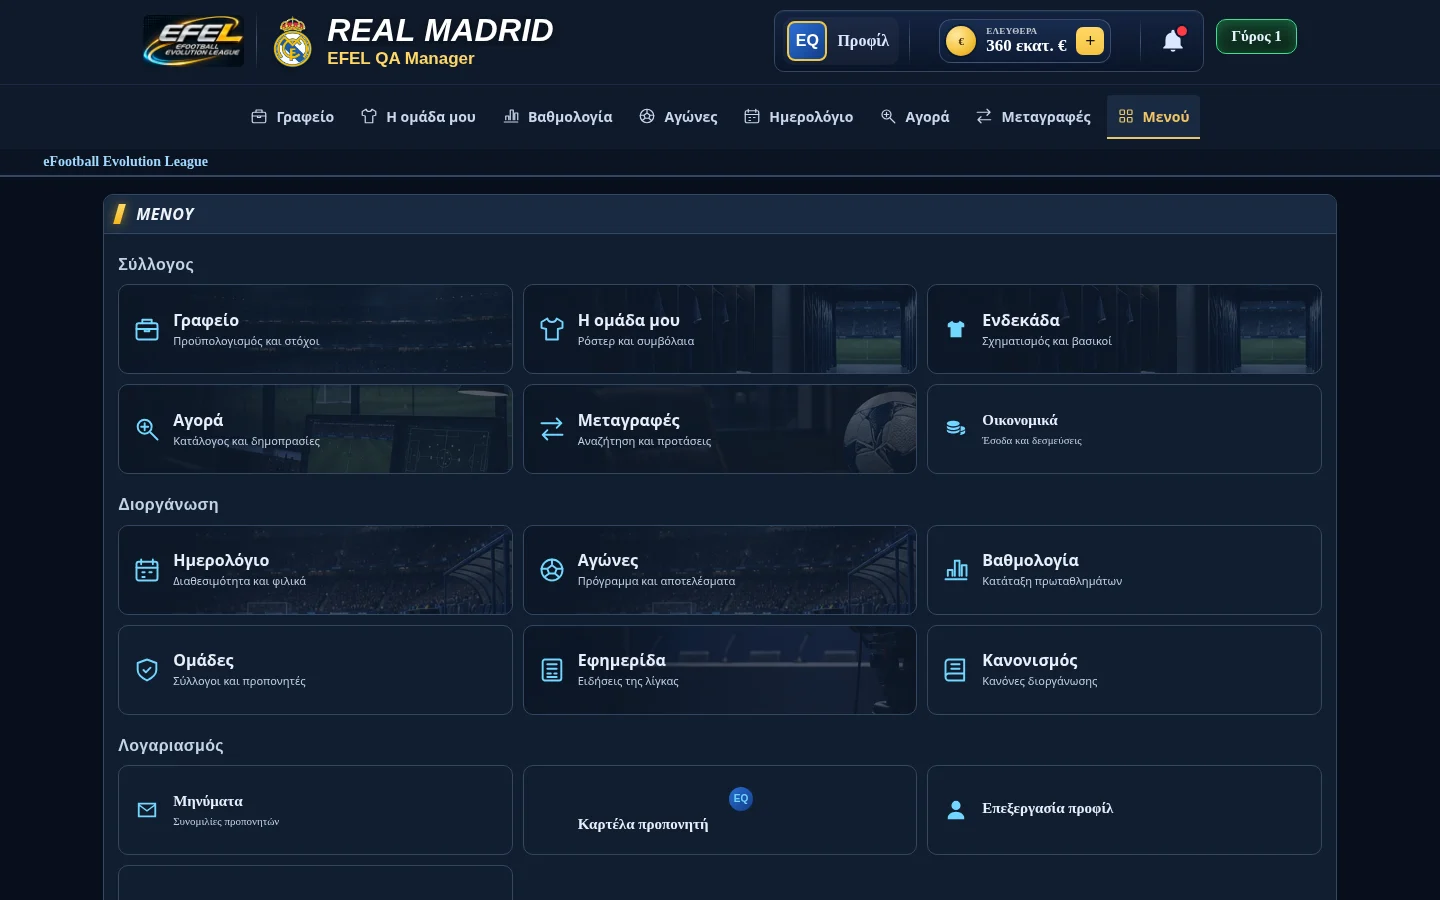 EFEL
EFOOTBALL
EVOLUTION LEAGUE
REAL MADRID
EFEL QA Manager
EQ
Προφίλ
€
ΕΛΕΥΘΕΡΑ
360 εκατ. €
+
Γύρος 1
Γραφείο
Η ομάδα μου
Βαθμολογία
Αγώνες
Ημερολόγιο
Αγορά
Μεταγραφές
Μενού
eFootball Evolution League
ΜΕΝΟΥ
Σύλλογος
Γραφείο
Προϋπολογισμός και στόχοι
Η ομάδα μου
Ρόστερ και συμβόλαια
Ενδεκάδα
Σχηματισμός και βασικοί
Αγορά
Κατάλογος και δημοπρασίες
Μεταγραφές
Αναζήτηση και προτάσεις
Οικονομικά
Έσοδα και δεσμεύσεις
Διοργάνωση
Ημερολόγιο
Διαθεσιμότητα και φιλικά
Αγώνες
Πρόγραμμα και αποτελέσματα
Βαθμολογία
Κατάταξη πρωταθλημάτων
Ομάδες
Σύλλογοι και προπονητές
Εφημερίδα
Ειδήσεις της λίγκας
Κανονισμός
Κανόνες διοργάνωσης
Λογαριασμός
Μηνύματα
Συνομιλίες προπονητών
EQ
Καρτέλα προπονητή
Επεξεργασία προφίλ